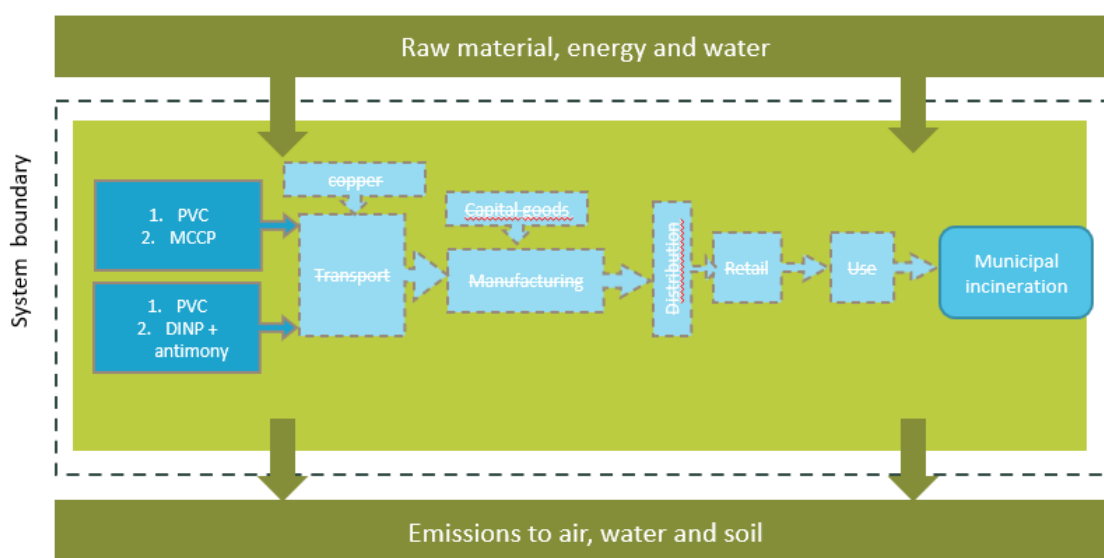 Raw material, energy and water
System boundary
copper
1. PVC
2. MCCP
Capital goods
Transport
Manufacturing
Distribution
Retail
Use
Municipal
incineration
1. PVC
2. DINP +
antimony
Emissions to air, water and soil